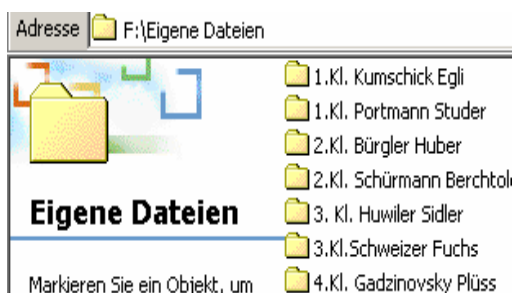 Adresse F:\Eigene Dateien
1.Kl. Kumschick Egli
1.Kl. Portmann Studer
2.Kl. Bürgler Huber
2.Kl. Schürmann
3. Kl. Huwiler Sidler
3.Kl.Schweizer Fuchs
4.Kl. Gadzinovsky Plüss
Eigene Dateien
Markieren Sie ein Objekt, um